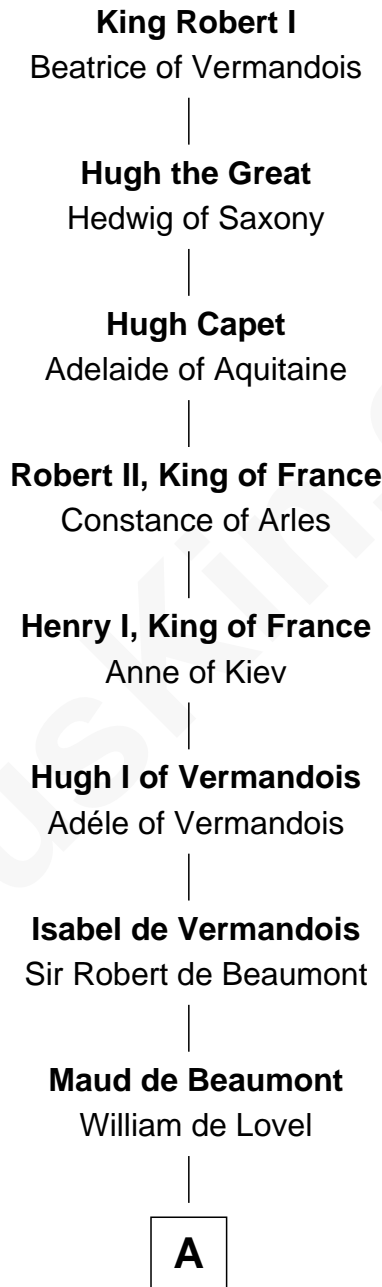 King Robert I
Beatrice of Vermandois
Hugh the Great
Hedwig of Saxony
Hugh Capet
Adelaide of Aquitaine
Robert II, King of France
Constance of Arles
Henry I, King of France
Anne of Kiev
Hugh I of Vermandois
Adéle of Vermandois
Isabel de Vermandois
Sir Robert de Beaumont
Maud de Beaumont
William de Lovel
A